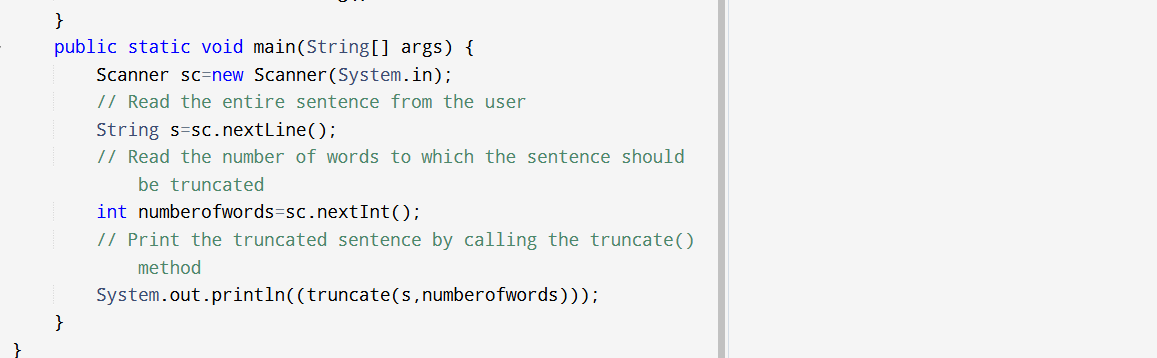 }
public static void main(String[] args) {
Scanner sc=new Scanner(System.in);
// Read the entire sentence from the user
String s=sc.nextLine();
// Read the number of words to which the sentence should
be truncated
int numberofwords=sc.nextInt();
// Print the truncated sentence by calling the truncate()
method
System.out.println((truncate(s,numberofwords)));
}
}